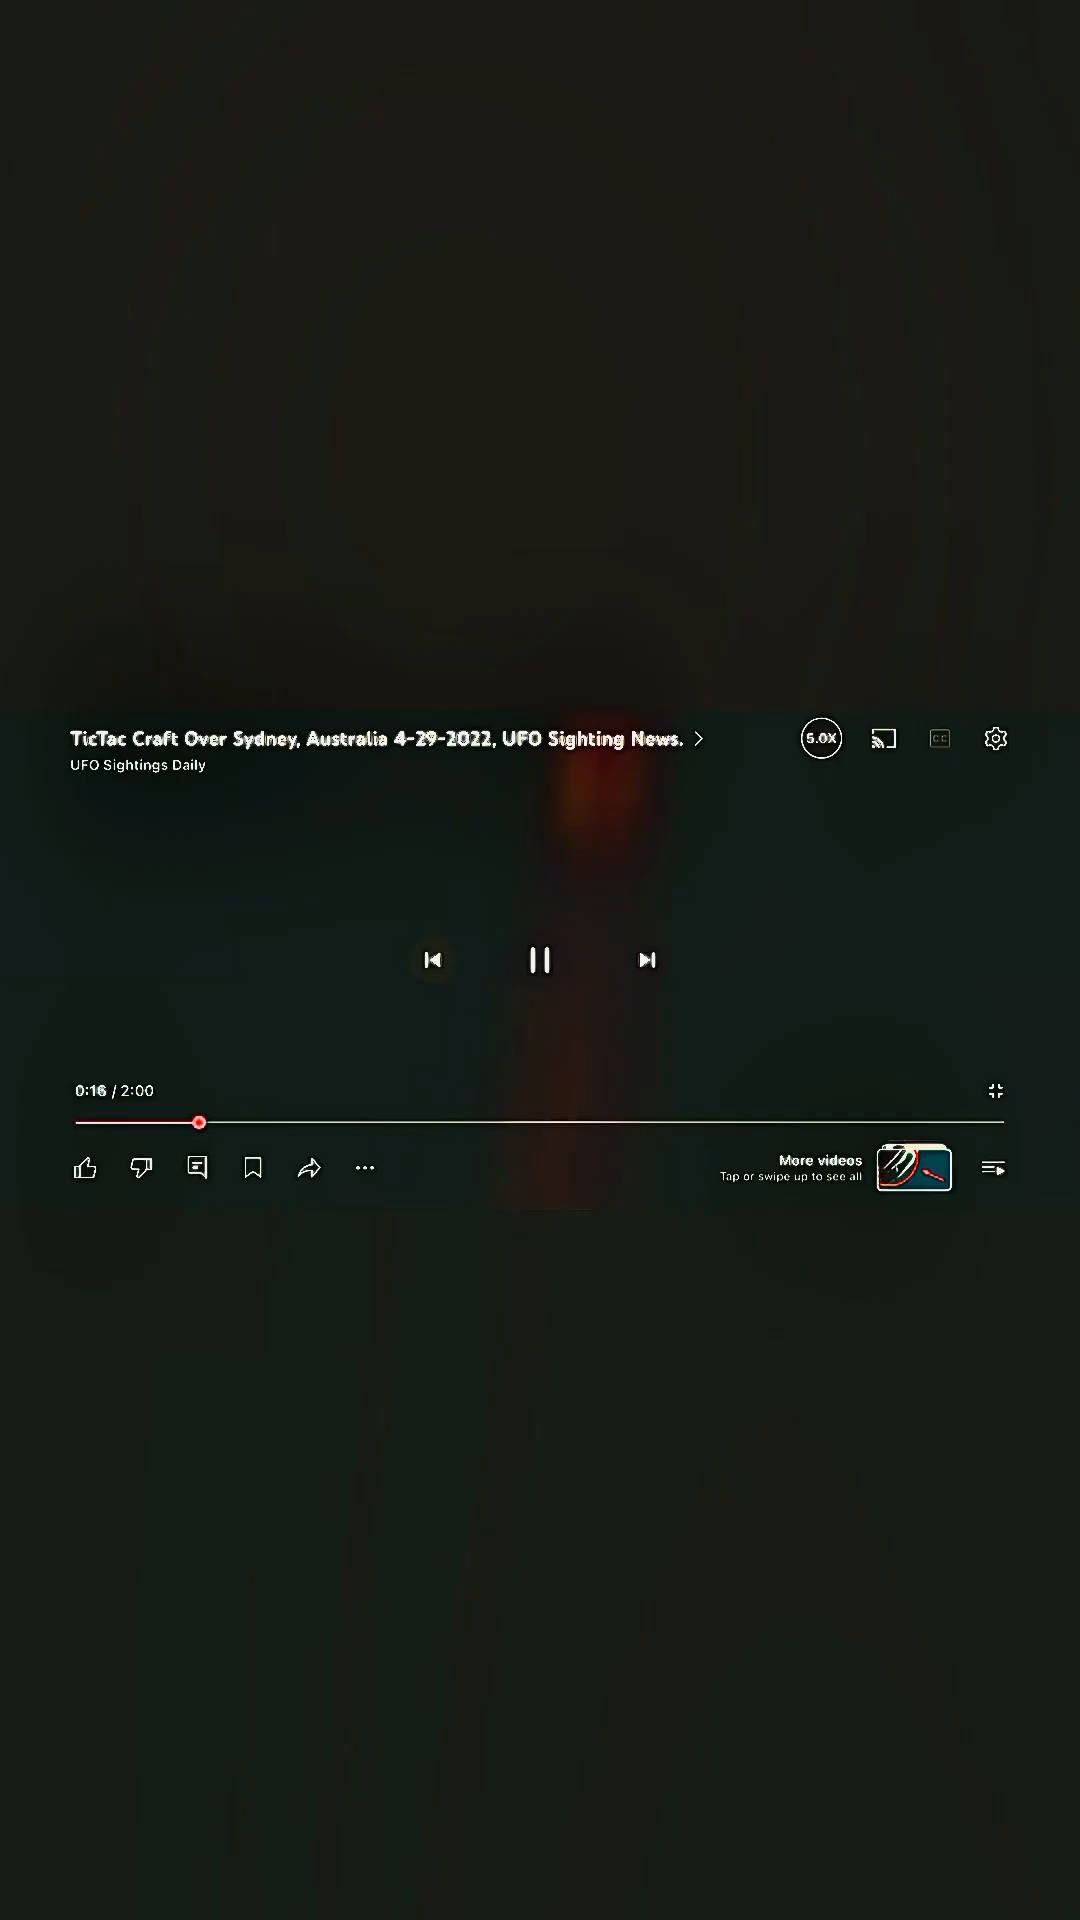 TicTac Craft Over Sydney, Australia 4-29-2022, UFO Sighting News.
UFO Sightings Daily
5.0X
CC
0:16 / 2:00
More videos
Tap or swipe up to see all